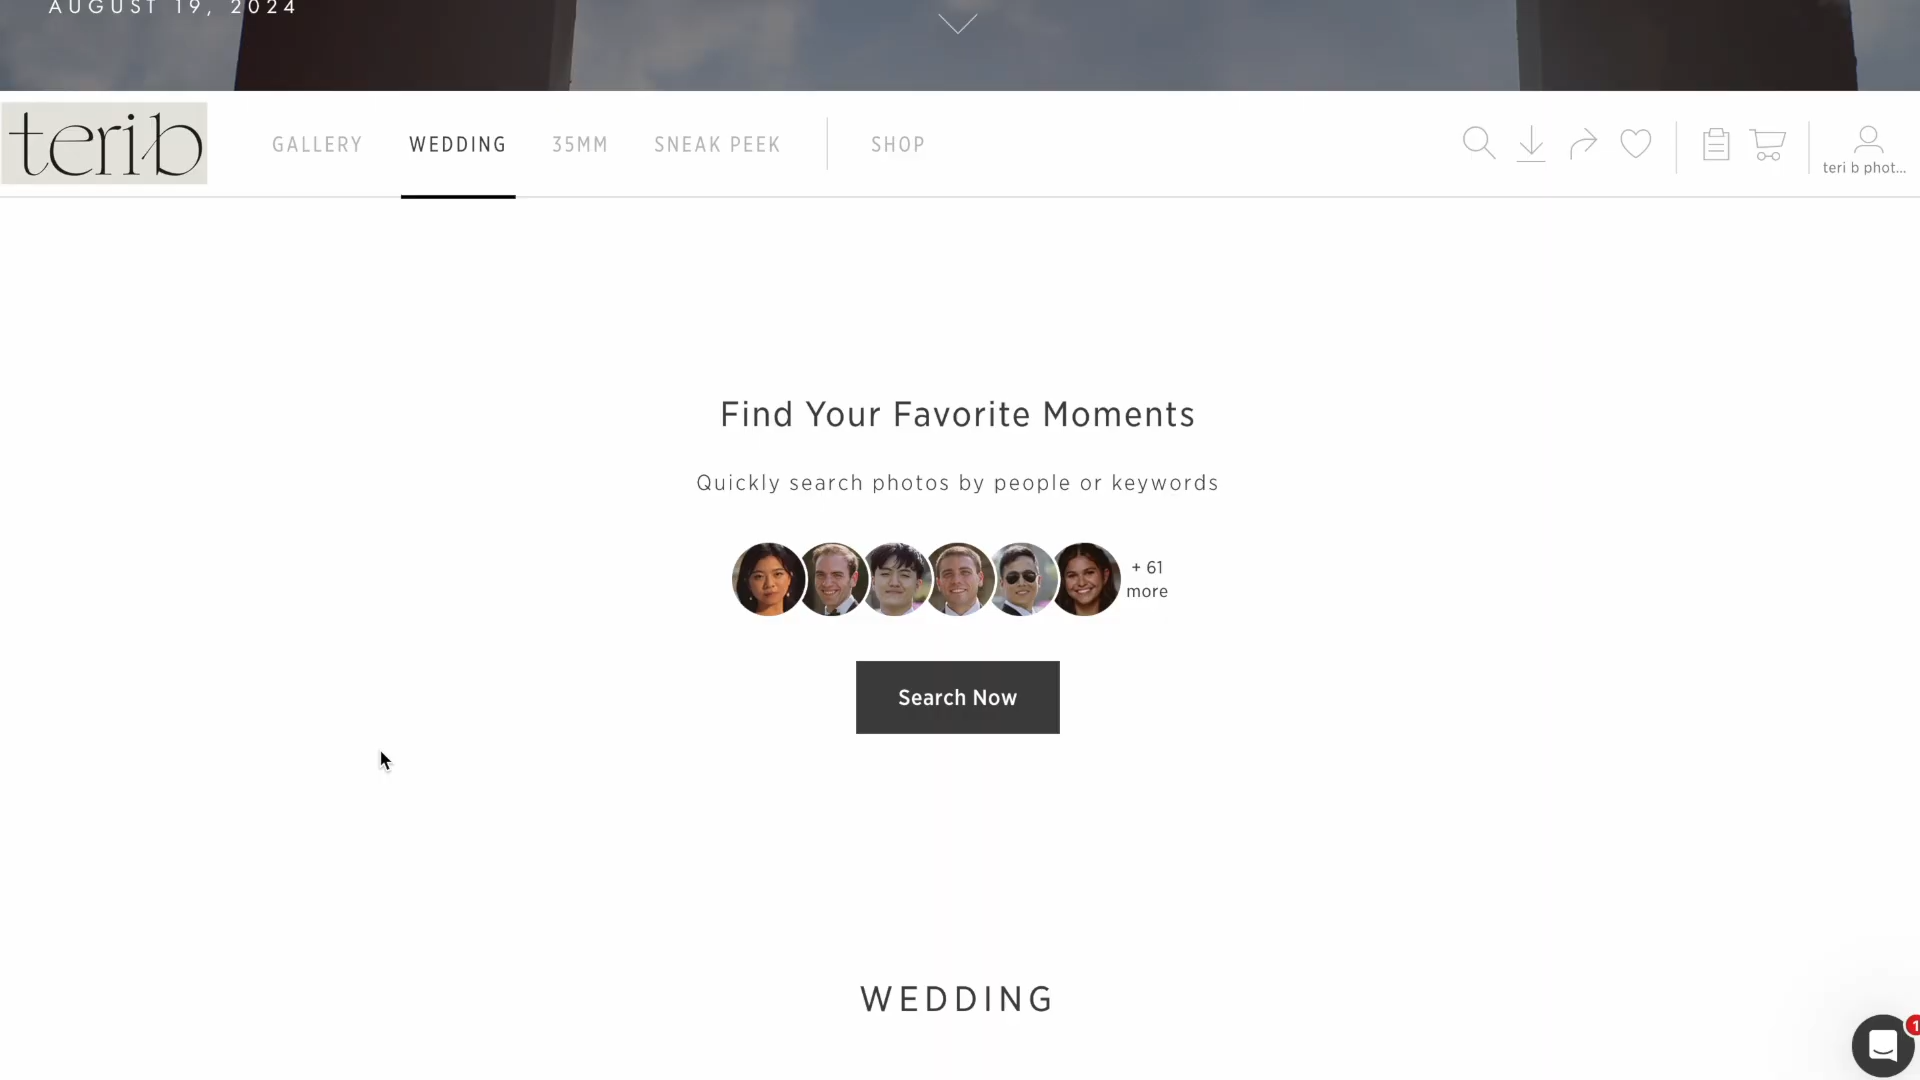 AUGUST 19, 2024
teri b
GALLERY
WEDDING
35MM
SNEAK PEEK
SHOP
teri b phot...
Find Your Favorite Moments
Quickly search photos by people or keywords
+ 61
more
Search Now
WEDDING
1